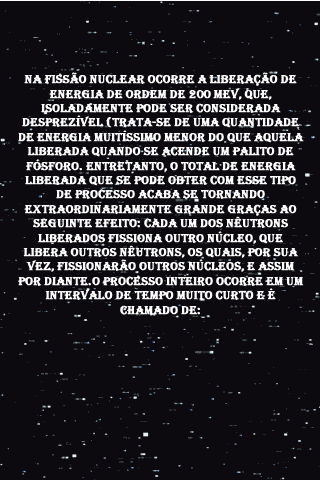 NA FISSÃO NUCLEAR OCORRE A LIBERAÇÃO DE
ENERGIA DE ORDEM DE 200 MEV, QUE,
ISOLADAMENTE PODE SER CONSIDERADA
DESPREZÍVEL (TRATA-SE DE UMA QUANTIDADE
DE ENERGIA MUITÍSSIMO MENOR DO QUE AQUELA
LIBERADA QUANDO SE ACENDE UM PALITO DE
FÓSFORO. ENTRETANTO, O TOTAL DE ENERGIA
LIBERADA QUE SE PODE OBTER COM ESSE TIPO
DE PROCESSO ACABA SE TORNANDO
EXTRAORDINARIAMENTE GRANDE GRAÇAS AO
SEGUINTE EFEITO: CADA UM DOS NÊUTRONS
LIBERADOS FISSIONA OUTRO NÚCLEO, QUE
LIBERA OUTROS NÊUTRONS, OS QUAIS, POR SUA
VEZ, FISSIONARÃO OUTROS NÚCLEOS, E ASSIM
POR DIANTE.O PROCESSO INTEIRO OCORRE EM UM
INTERVALO DE TEMPO MUITO CURTO E É
CHAMADO DE: